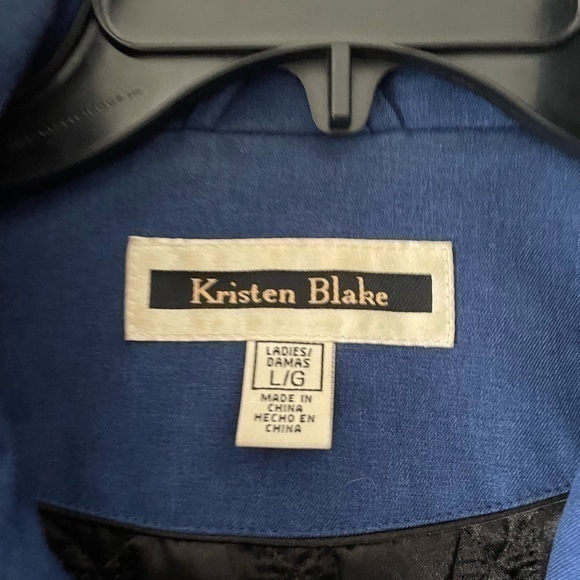 Kristen Blake
LADIES/
DAMAS
L/G
MADE IN
CHINA
HECHO EN
CHINA